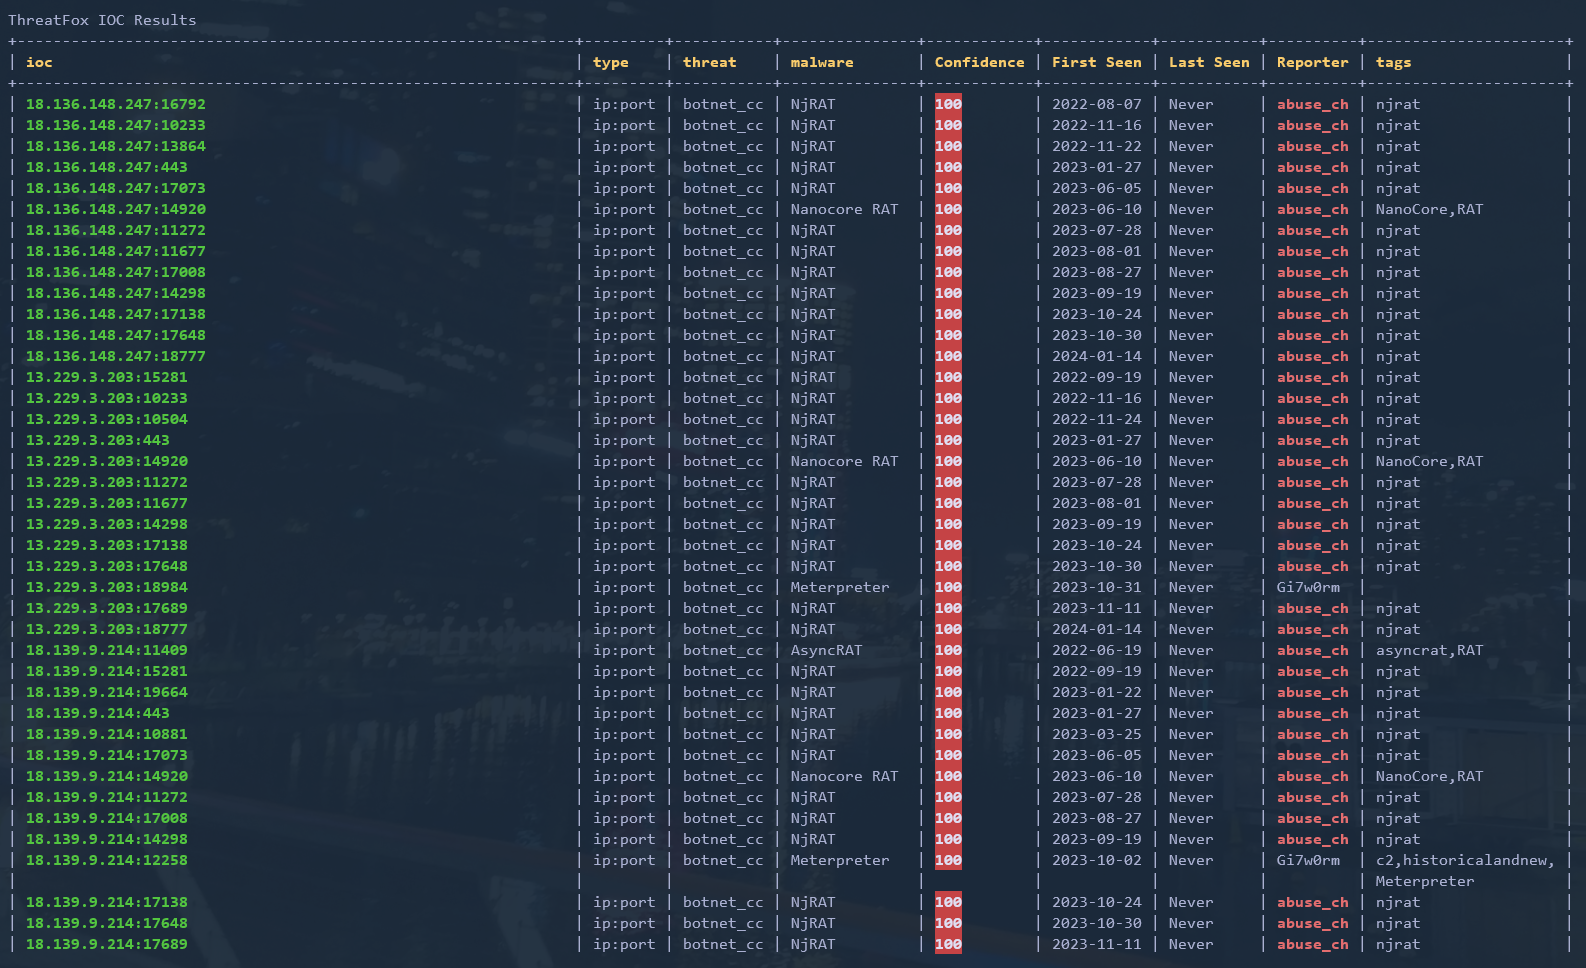 ThreatFox IOC Results
| ioc | type | threat | malware | Confidence | First Seen | Last Seen | Reporter | tags |
| 18.136.148.247:16792 | ip:port | botnet_cc | NjRAT | 100 | 2022-08-07 | Never | abuse_ch | njrat |
| 18.136.148.247:10233 | ip:port | botnet_cc | NjRAT | 100 | 2022-11-16 | Never | abuse_ch | njrat |
| 18.136.148.247:13864 | ip:port | botnet_cc | NjRAT | 100 | 2022-11-22 | Never | abuse_ch | njrat |
| 18.136.148.247:443 | ip:port | botnet_cc | NjRAT | 100 | 2023-01-27 | Never | abuse_ch | njrat |
| 18.136.148.247:17073 | ip:port | botnet_cc | NjRAT | 100 | 2023-06-05 | Never | abuse_ch | njrat |
| 18.136.148.247:14920 | ip:port | botnet_cc | Nanocore RAT | 100 | 2023-06-10 | Never | abuse_ch | NanoCore,RAT |
| 18.136.148.247:11272 | ip:port | botnet_cc | NjRAT | 100 | 2023-07-28 | Never | abuse_ch | njrat |
| 18.136.148.247:11677 | ip:port | botnet_cc | NjRAT | 100 | 2023-08-01 | Never | abuse_ch | njrat |
| 18.136.148.247:17008 | ip:port | botnet_cc | NjRAT | 100 | 2023-08-27 | Never | abuse_ch | njrat |
| 18.136.148.247:14298 | ip:port | botnet_cc | NjRAT | 100 | 2023-09-19 | Never | abuse_ch | njrat |
| 18.136.148.247:17138 | ip:port | botnet_cc | NjRAT | 100 | 2023-10-24 | Never | abuse_ch | njrat |
| 18.136.148.247:17648 | ip:port | botnet_cc | NjRAT | 100 | 2023-10-30 | Never | abuse_ch | njrat |
| 18.136.148.247:18777 | ip:port | botnet_cc | NjRAT | 100 | 2024-01-14 | Never | abuse_ch | njrat |
| 13.229.3.203:15281 | ip:port | botnet_cc | NjRAT | 100 | 2022-09-19 | Never | abuse_ch | njrat |
| 13.229.3.203:10233 | ip:port | botnet_cc | NjRAT | 100 | 2022-11-16 | Never | abuse_ch | njrat |
| 13.229.3.203:10504 | ip:port | botnet_cc | NjRAT | 100 | 2022-11-24 | Never | abuse_ch | njrat |
| 13.229.3.203:443 | ip:port | botnet_cc | NjRAT | 100 | 2023-01-27 | Never | abuse_ch | njrat |
| 13.229.3.203:14920 | ip:port | botnet_cc | Nanocore RAT | 100 | 2023-06-10 | Never | abuse_ch | NanoCore,RAT |
| 13.229.3.203:11272 | ip:port | botnet_cc | NjRAT | 100 | 2023-07-28 | Never | abuse_ch | njrat |
| 13.229.3.203:11677 | ip:port | botnet_cc | NjRAT | 100 | 2023-08-01 | Never | abuse_ch | njrat |
| 13.229.3.203:14298 | ip:port | botnet_cc | NjRAT | 100 | 2023-09-19 | Never | abuse_ch | njrat |
| 13.229.3.203:17138 | ip:port | botnet_cc | NjRAT | 100 | 2023-10-24 | Never | abuse_ch | njrat |
| 13.229.3.203:17648 | ip:port | botnet_cc | NjRAT | 100 | 2023-10-30 | Never | abuse_ch | njrat |
| 13.229.3.203:18984 | ip:port | botnet_cc | Meterpreter | 100 | 2023-10-31 | Never | Gi7w0rm | |
| 13.229.3.203:17689 | ip:port | botnet_cc | NjRAT | 100 | 2023-11-11 | Never | abuse_ch | njrat |
| 13.229.3.203:18777 | ip:port | botnet_cc | NjRAT | 100 | 2024-01-14 | Never | abuse_ch | njrat |
| 18.139.9.214:11409 | ip:port | botnet_cc | AsyncRAT | 100 | 2022-06-19 | Never | abuse_ch | asyncrat,RAT |
| 18.139.9.214:15281 | ip:port | botnet_cc | NjRAT | 100 | 2022-09-19 | Never | abuse_ch | njrat |
| 18.139.9.214:19664 | ip:port | botnet_cc | NjRAT | 100 | 2023-01-22 | Never | abuse_ch | njrat |
| 18.139.9.214:443 | ip:port | botnet_cc | NjRAT | 100 | 2023-01-27 | Never | abuse_ch | njrat |
| 18.139.9.214:10881 | ip:port | botnet_cc | NjRAT | 100 | 2023-03-25 | Never | abuse_ch | njrat |
| 18.139.9.214:17073 | ip:port | botnet_cc | NjRAT | 100 | 2023-06-05 | Never | abuse_ch | njrat |
| 18.139.9.214:14920 | ip:port | botnet_cc | Nanocore RAT | 100 | 2023-06-10 | Never | abuse_ch | NanoCore,RAT |
| 18.139.9.214:11272 | ip:port | botnet_cc | NjRAT | 100 | 2023-07-28 | Never | abuse_ch | njrat |
| 18.139.9.214:17008 | ip:port | botnet_cc | NjRAT | 100 | 2023-08-27 | Never | abuse_ch | njrat |
| 18.139.9.214:14298 | ip:port | botnet_cc | NjRAT | 100 | 2023-09-19 | Never | abuse_ch | njrat |
| 18.139.9.214:12258 | ip:port | botnet_cc | Meterpreter | 100 | 2023-10-02 | Never | Gi7w0rm | c2,historicalandnew, |
| | | | | | | | | Meterpreter |
| 18.139.9.214:17138 | ip:port | botnet_cc | NjRAT | 100 | 2023-10-24 | Never | abuse_ch | njrat |
| 18.139.9.214:17648 | ip:port | botnet_cc | NjRAT | 100 | 2023-10-30 | Never | abuse_ch | njrat |
| 18.139.9.214:17689 | ip:port | botnet_cc | NjRAT | 100 | 2023-11-11 | Never | abuse_ch | njrat |